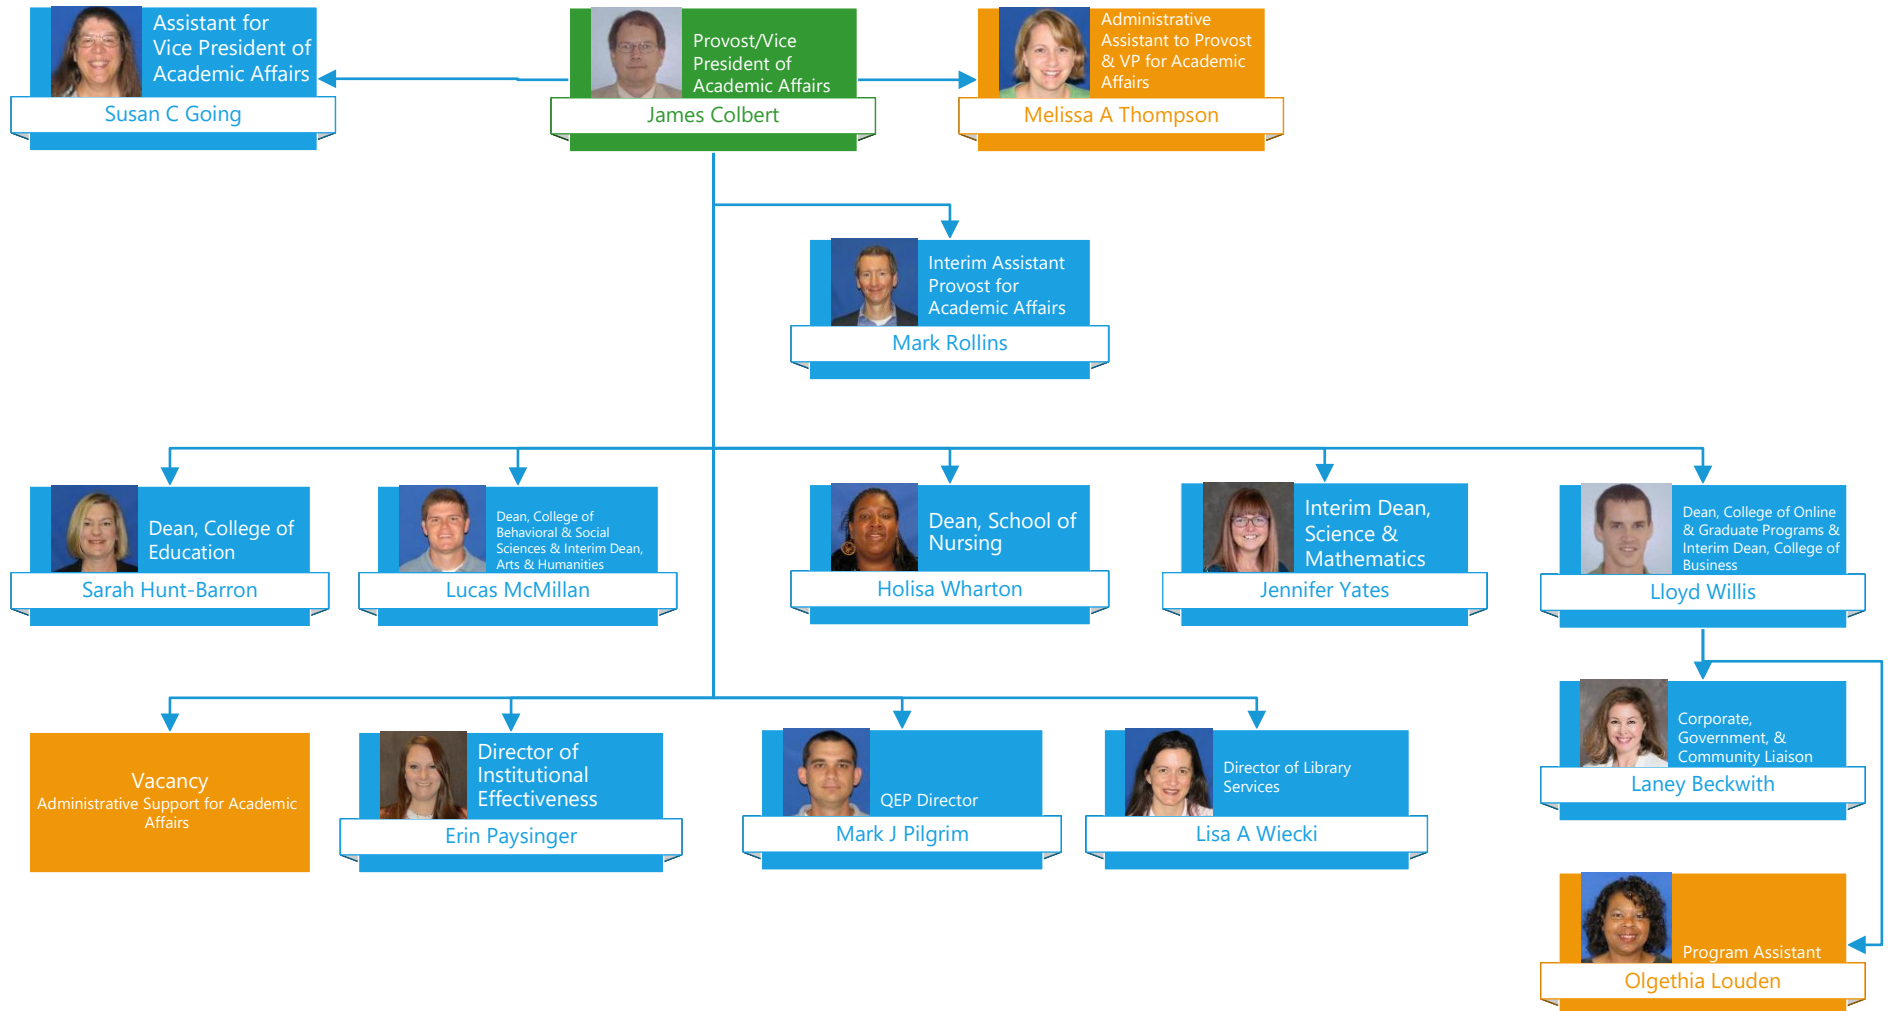 Assistant for
Vice President of
Academic Affairs
Susan C Going
Provost/Vice
President of
Academic Affairs
James Colbert
Administrative
Assistant to Provost
& VP for Academic
Affairs
Melissa A Thompson
Interim Assistant
Provost for
Academic Affairs
Mark Rollins
Dean, College of
Education
Sarah Hunt-Barron
Dean, College of
Behavioral & Social
Sciences & Interim Dean,
Arts & Humanities
Lucas McMillan
Dean, School of
Nursing
Holisa Wharton
Interim Dean,
Science &
Mathematics
Jennifer Yates
Dean, College of Online
& Graduate Programs &
Interim Dean, College of
Business
Lloyd Willis
Vacancy
Administrative Support for Academic
Affairs
Director of
Institutional
Effectiveness
Erin Paysinger
QEP Director
Mark J Pilgrim
Director of Library
Services
Lisa A Wiecki
Corporate,
Government, &
Community Liaison
Laney Beckwith
Program Assistant
Olgethia Louden